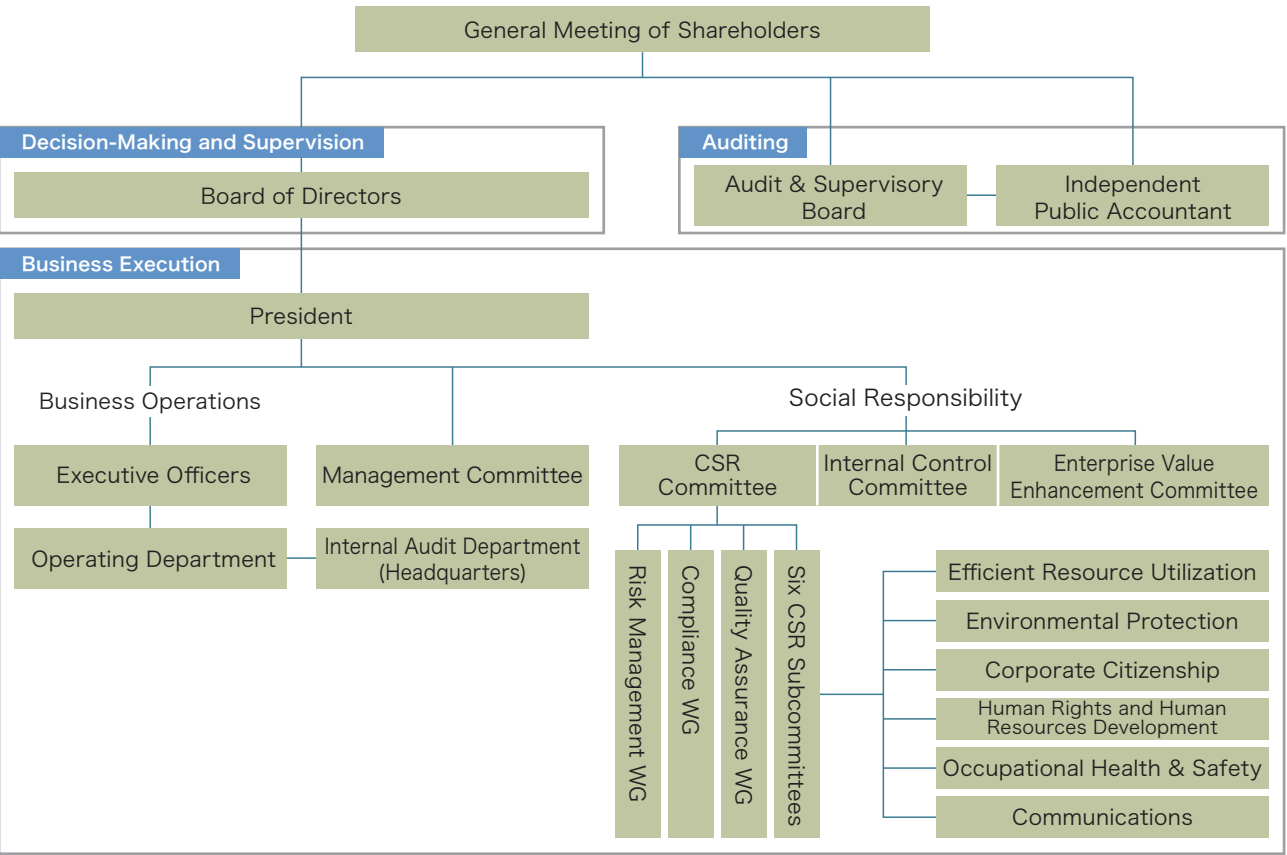 General Meeting of Shareholders
Decision-Making and Supervision
Board of Directors
Auditing
Audit & Supervisory
Board
Independent
Public Accountant
Business Execution
President
Business Operations
Social Responsibility
Executive Officers
Management Committee
CSR
Committee
Internal Control
Committee
Enterprise Value
Enhancement Committee
Operating Department
Internal Audit Department
(Headquarters)
Risk Management WG
Compliance WG
Quality Assurance WG
Six CSR Subcommittees
Efficient Resource Utilization
Environmental Protection
Corporate Citizenship
Human Rights and Human
Resources Development
Occupational Health & Safety
Communications